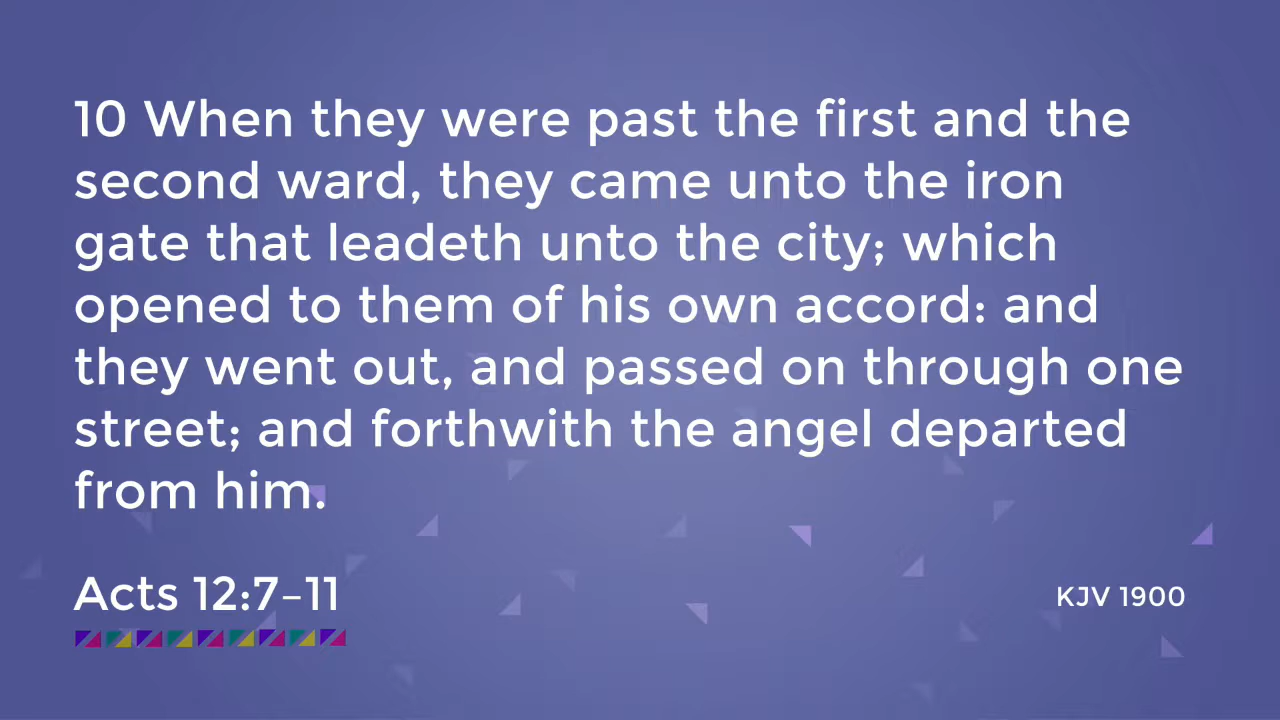 10 When they were past the first and the
second ward, they came unto the iron
gate that leadeth unto the city; which
opened to them of his own accord: and
they went out, and passed on through one
street; and forthwith the angel departed
from him.
Acts 12:7–11
KJV 1900